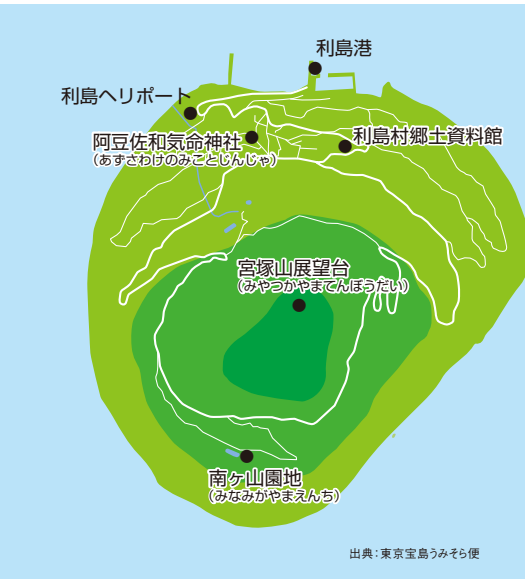 利島港
利島ヘリポート
阿豆佐和気命神社
（あずさわけのみことじんじゃ）
利島村郷土資料館
宮塚山展望台
（みやつかやまてんぼうだい）
南ヶ山園地
（みなみがやまえんち）
出典：東京宝島うみそら便